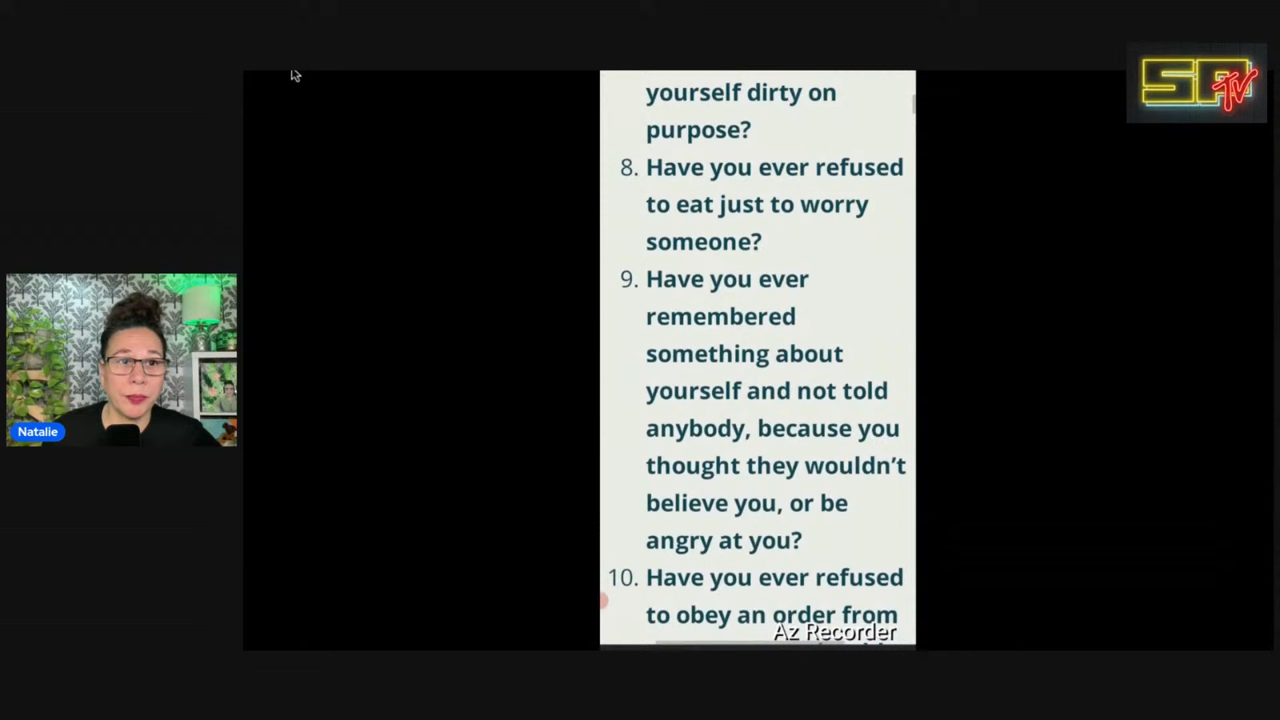 SP TV
yourself dirty on
purpose?
8. Have you ever refused
to eat just to worry
someone?
9. Have you ever
remembered
something about
yourself and not told
anybody, because you
thought they wouldn't
believe you, or be
angry at you?
10. Have you ever refused
to obey an order from
Az Recorder
Natalie